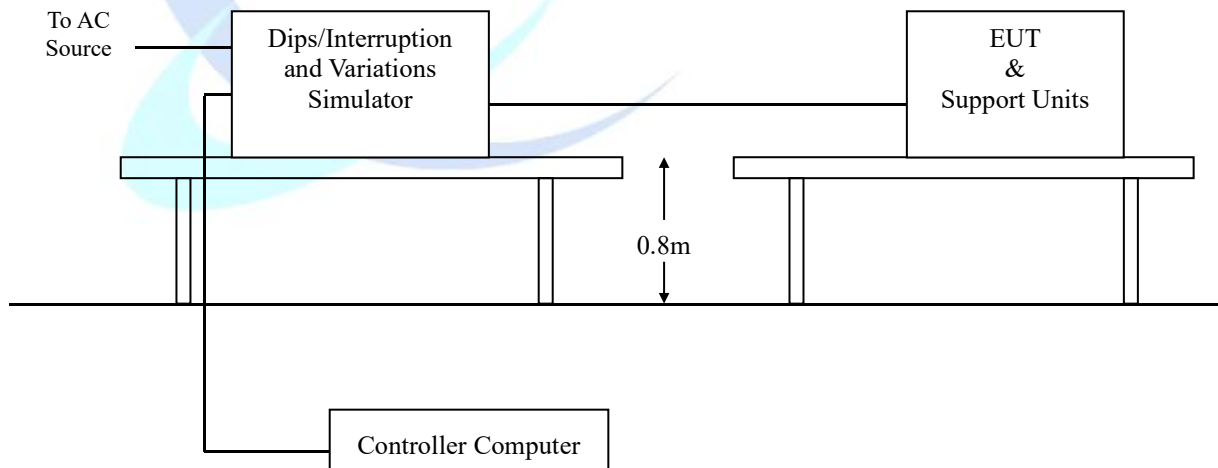 To AC
Source
Dips/Interruption
and Variations
Simulator
EUT
&
Support Units
0.8m
Controller Computer